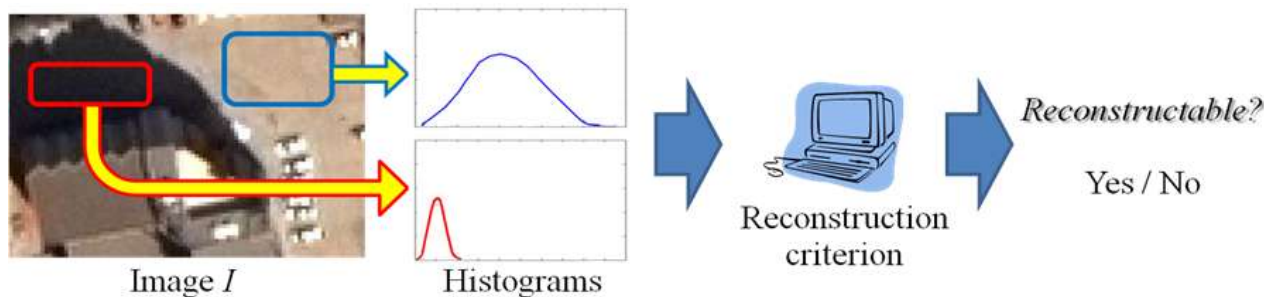 Image I
Histograms
Reconstruction
criterion
Reconstructable?
Yes / No